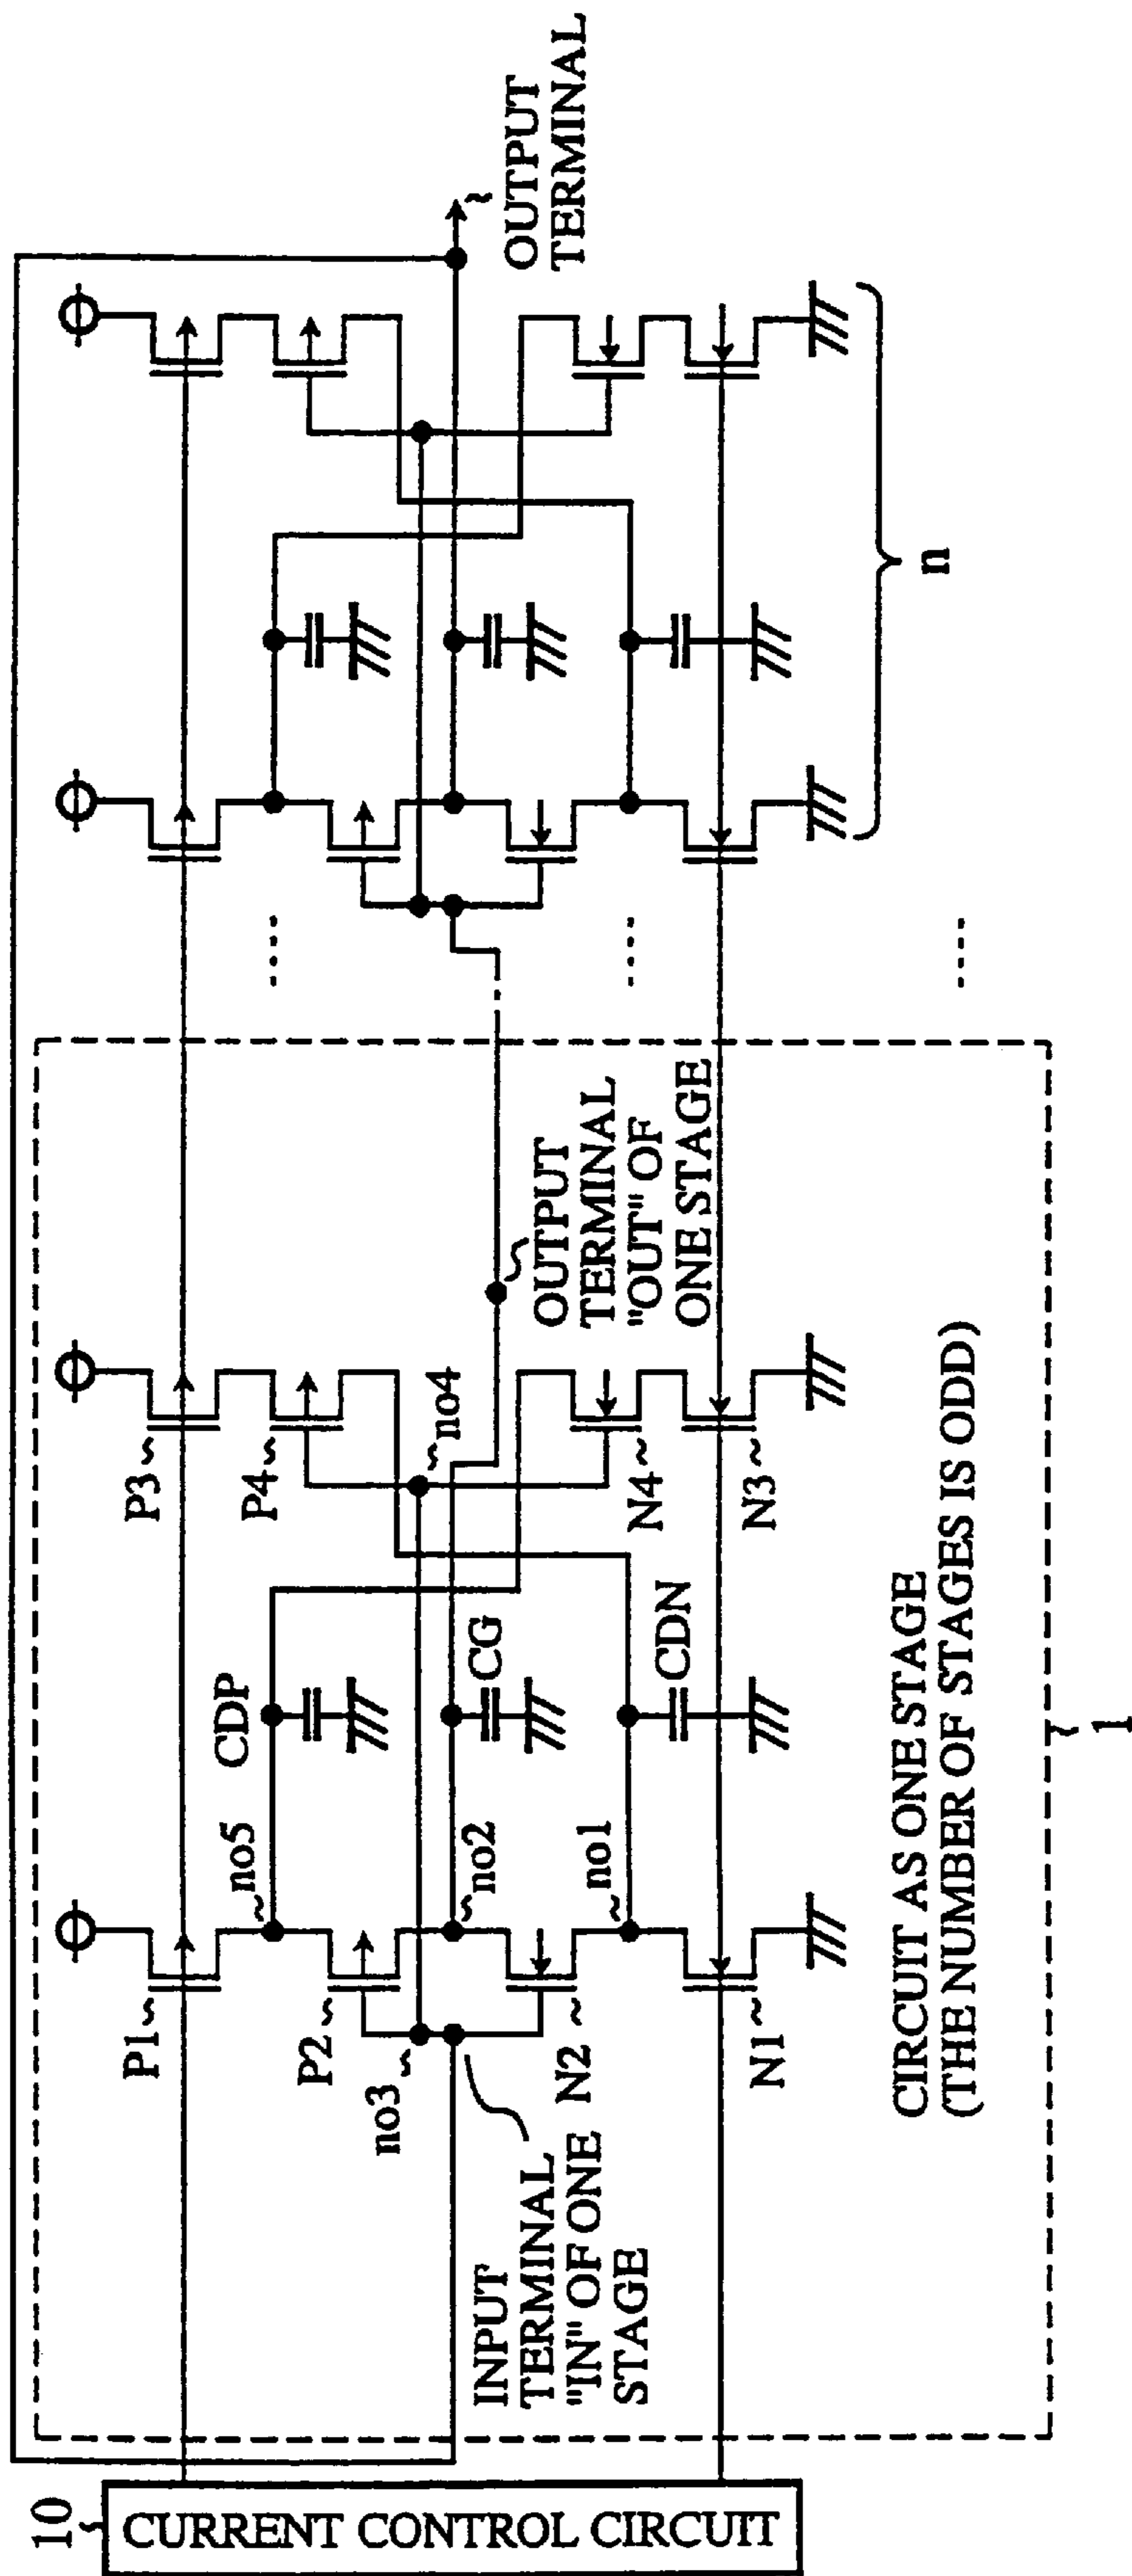 10
CURRENT CONTROL CIRCUIT
P1
P3
P2
P4
no5
CDP
no3
no4
no2
CG
INPUT
TERMINAL
"IN" OF ONE
STAGE
N2
N4
no1
CDN
N1
N3
OUTPUT
TERMINAL
"OUT" OF
ONE STAGE
CIRCUIT AS ONE STAGE
(THE NUMBER OF STAGES IS ODD)
1
OUTPUT
TERMINAL
n